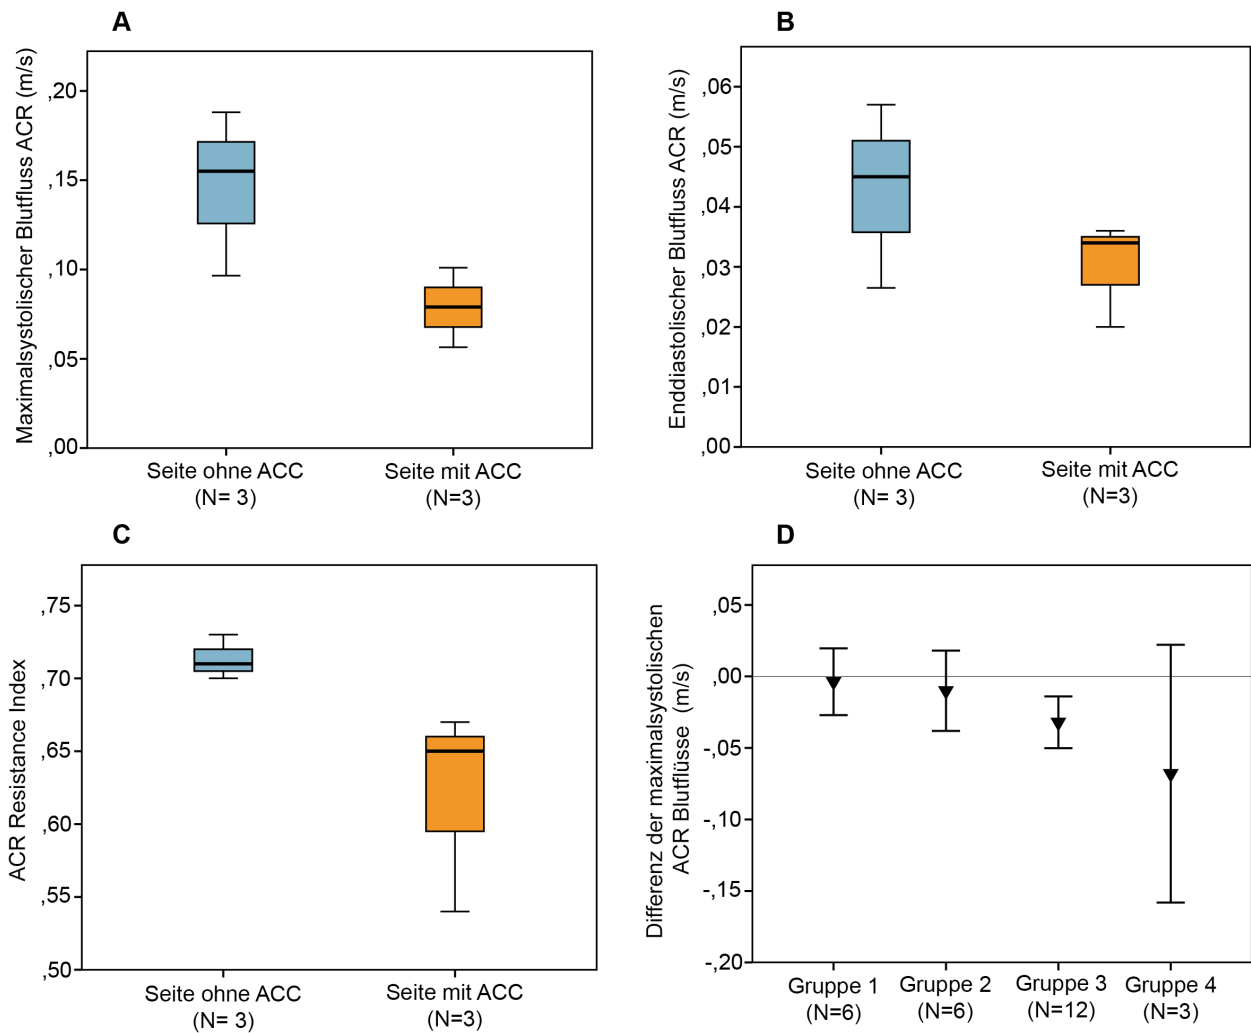 A
Maximalsystolischer Blutfluss ACR (m/s)
,20
,15
,10
,05
,00
Seite ohne ACC
(N= 3)
Seite mit ACC
(N=3)
B
Enddiastolischer Blutfluss ACR (m/s)
,06
,05
,04
,03
,02
,01
,00
Seite ohne ACC
(N= 3)
Seite mit ACC
(N=3)
C
ACR Resistance Index
,75
,70
,65
,60
,55
,50
Seite ohne ACC
(N= 3)
Seite mit ACC
(N=3)
D
Differenz der maximalsystolischen
ACR Blutflüsse (m/s)
,05
,00
-,05
-,10
-,15
-,20
Gruppe 1
(N=6)
Gruppe 2
(N=6)
Gruppe 3
(N=12)
Gruppe 4
(N=3)